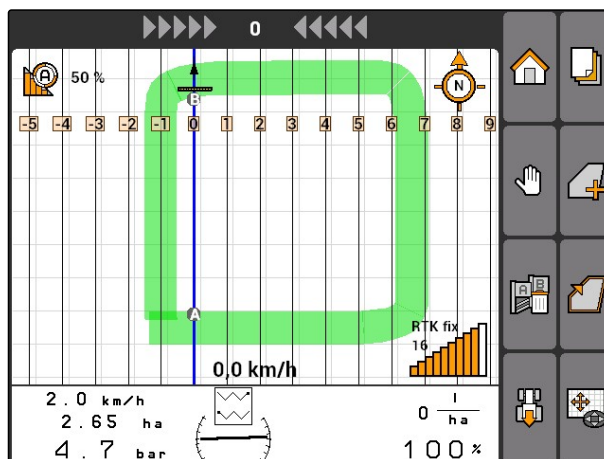 0
A 50 %
N
B
-5 -4 -3 -2 -1 0 1 2 3 4 5 6 7 8 9
A B
A
RTK fix
16
0,0 km/h
2.0 km/h
2.65 ha
4.7 bar
0 l/ha
100%